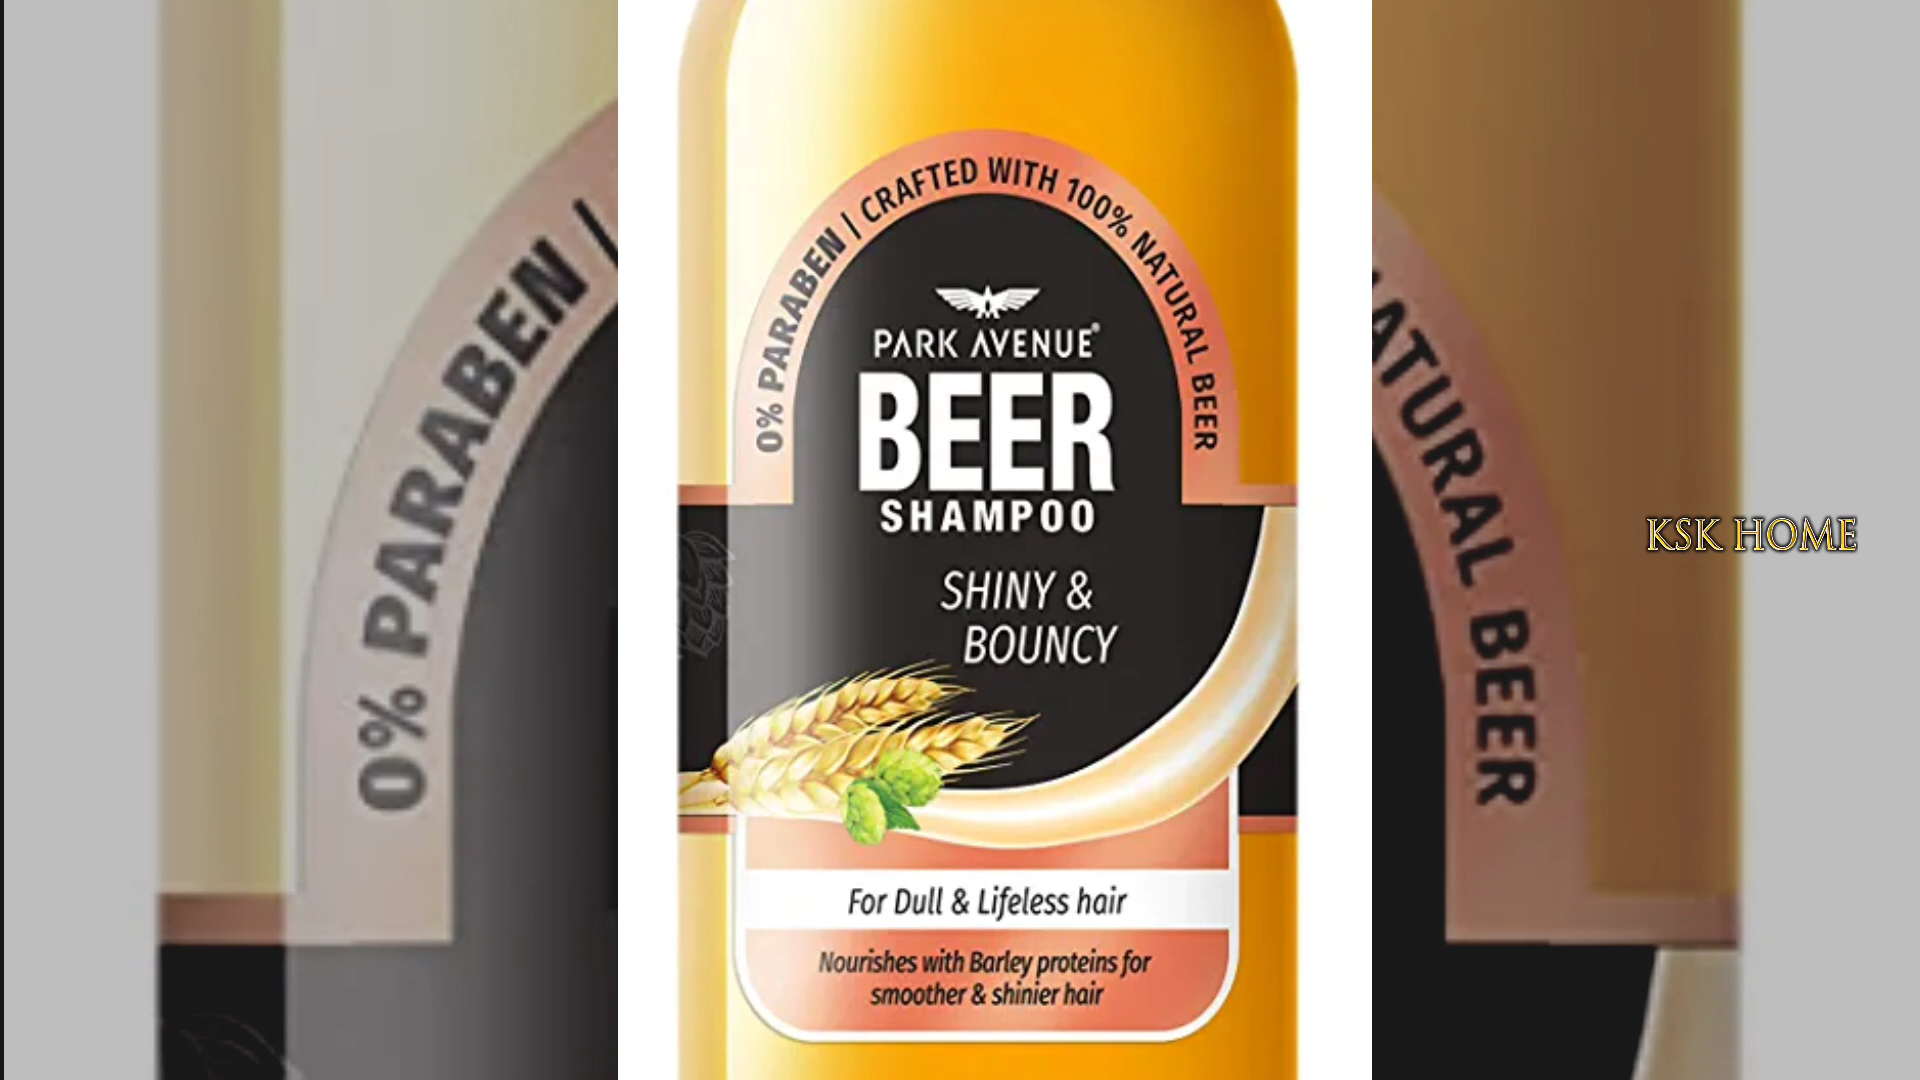 0% PARABEN / CRAFTED WITH 100% NATURAL BEER
PARK AVENUE®
BEER
SHAMPOO
SHINY &
BOUNCY
For Dull & Lifeless hair
Nourishes with Barley proteins for
smoother & shinier hair
0% PARABEN /
NATURAL BEER
KSK HOME